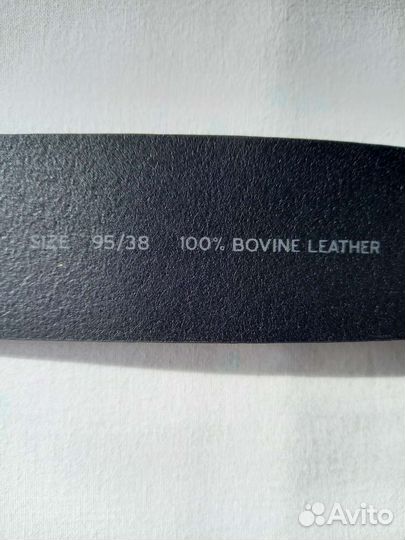 SIZE 95/38 100% BOVINE LEATHER
Avito